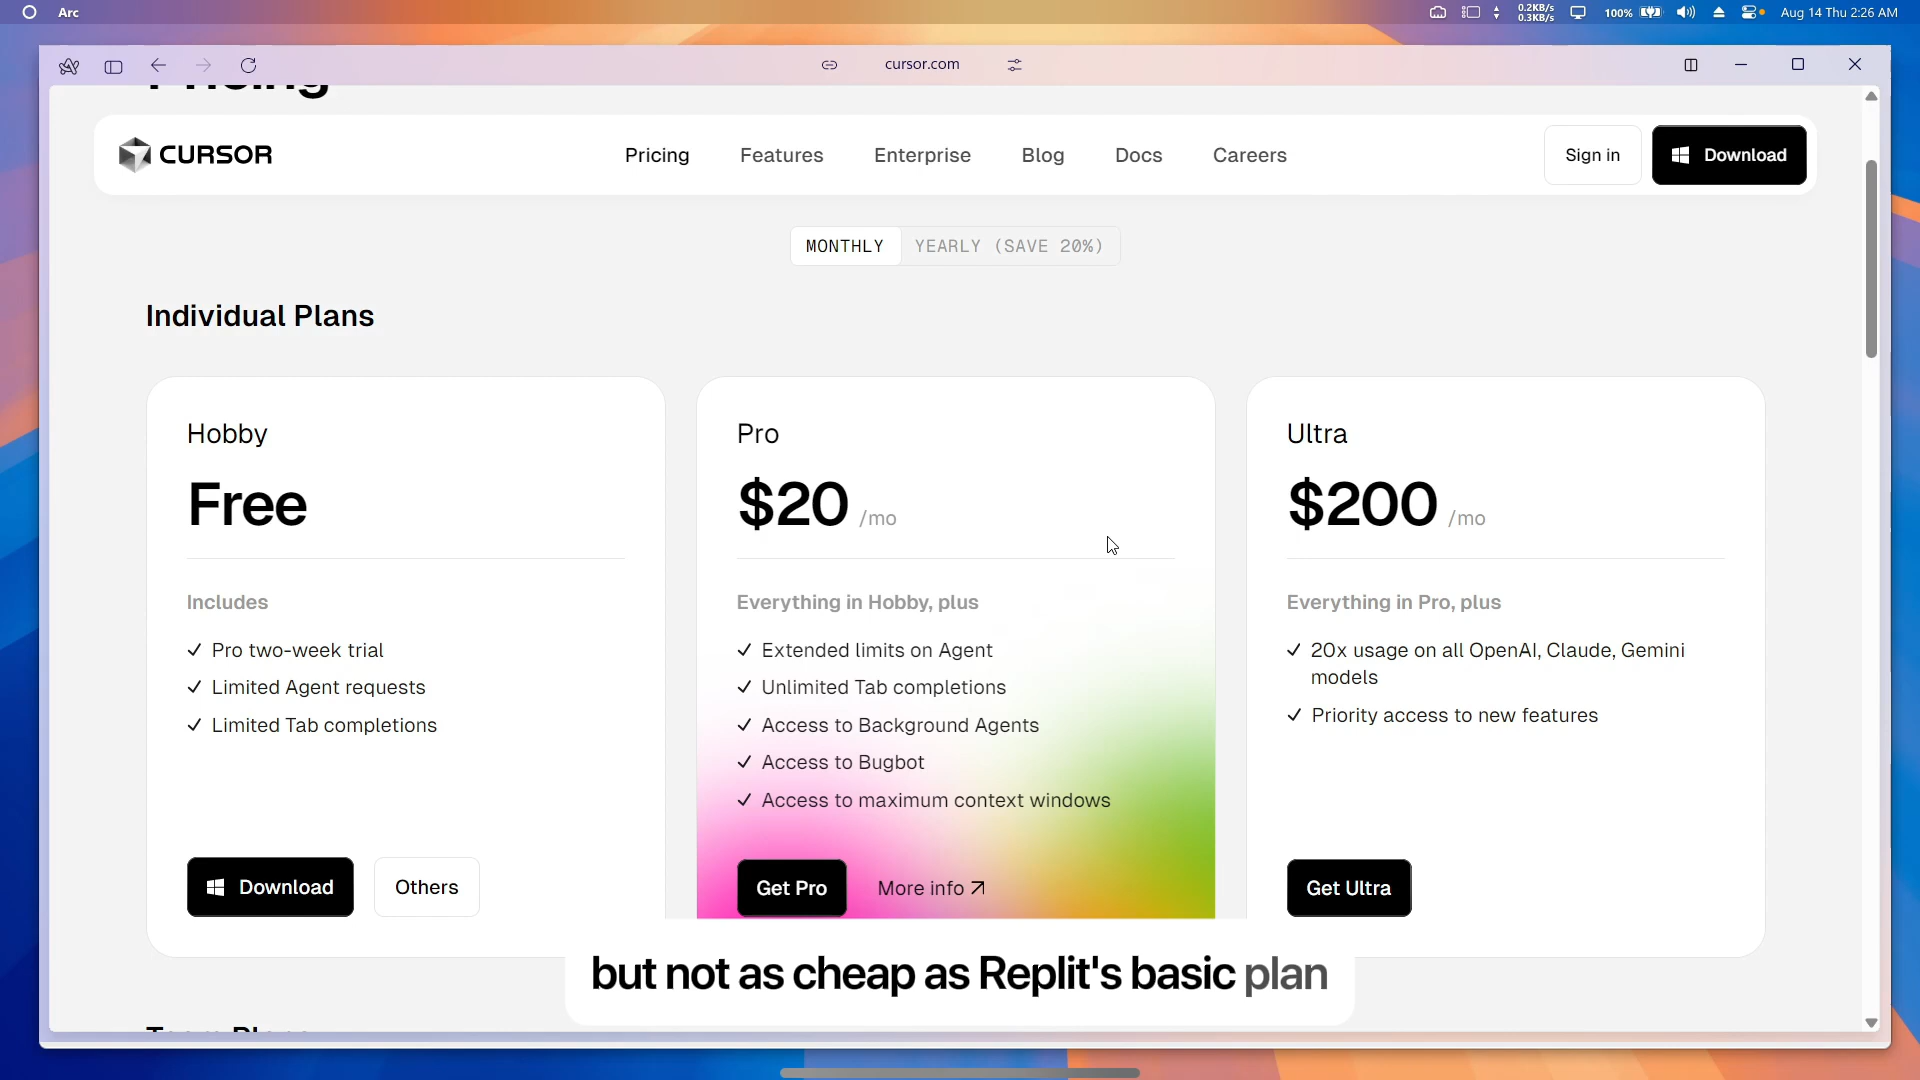 Arc
0.2KB/s
0.3KB/s
100%
Aug 14 Thu 2:26 AM
cursor.com
Pricing
CURSOR
Pricing
Features
Enterprise
Blog
Docs
Careers
Sign in
Download
MONTHLY
YEARLY (SAVE 20%)
Individual Plans
Hobby
Free
Includes
Pro two-week trial
Limited Agent requests
Limited Tab completions
Download
Others
Pro
$20 /mo
Everything in Hobby, plus
Extended limits on Agent
Unlimited Tab completions
Access to Background Agents
Access to Bugbot
Access to maximum context windows
Get Pro
More info
Ultra
$200 /mo
Everything in Pro, plus
20x usage on all OpenAI, Claude, Gemini
models
Priority access to new features
Get Ultra
but not as cheap as Replit's basic plan